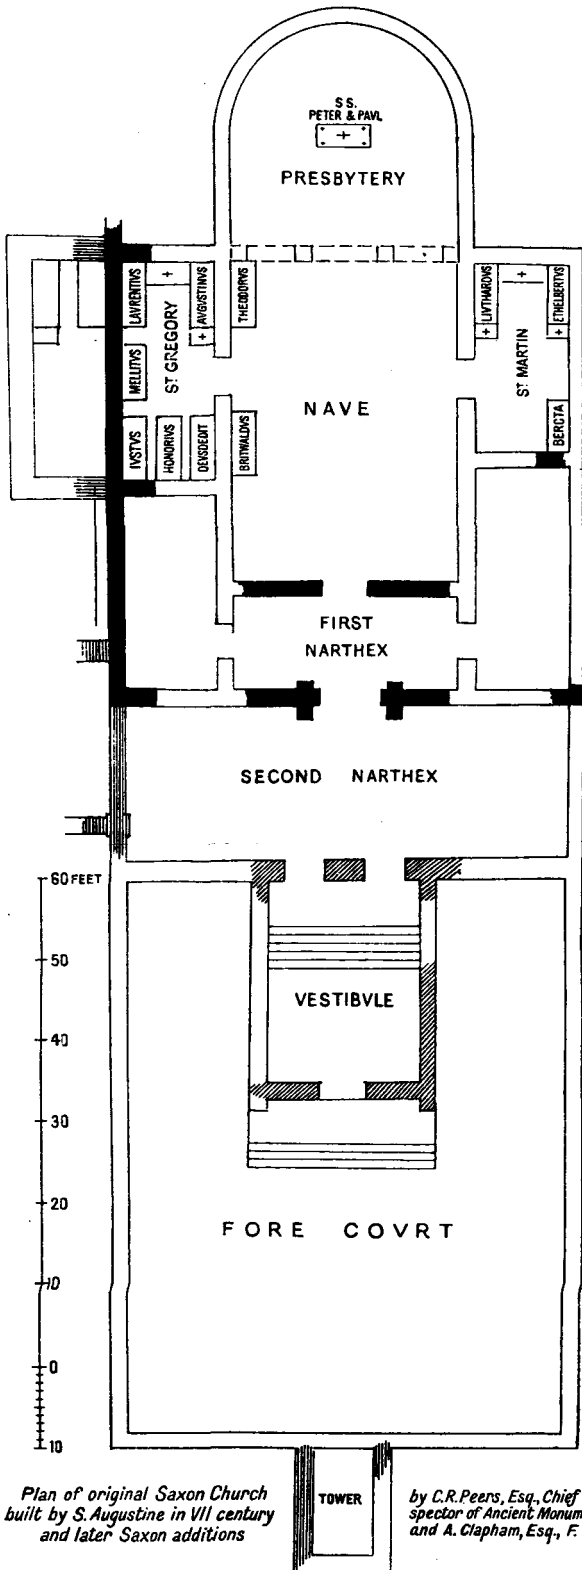 S S.
PETER & PAVL
PRESBYTERY
LAVRENTIVS
MELLITVS
IVSTVS
ST GREGORY
HONORIVS
AVGVSTINVS
DEVSDEDIT
THEODORVS
BRITWALDVS
NAVE
LIVTHARDVS
ST MARTIN
ETHELBERTVS
BERCTA
FIRST
NARTHEX
SECOND NARTHEX
60 FEET
50
40
30
20
10
0
10
VESTIBVLE
FORE COVRT
TOWER
Plan of original Saxon Church
built by S. Augustine in VII century
and later Saxon additions
by C.R. Peers, Esq., Chief
spector of Ancient Monum
and A. Clapham, Esq., F.